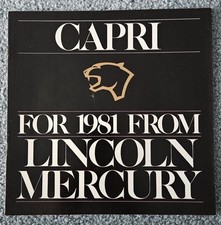 CAPRI
FOR 1981 FROM
LINCOLN
MERCURY